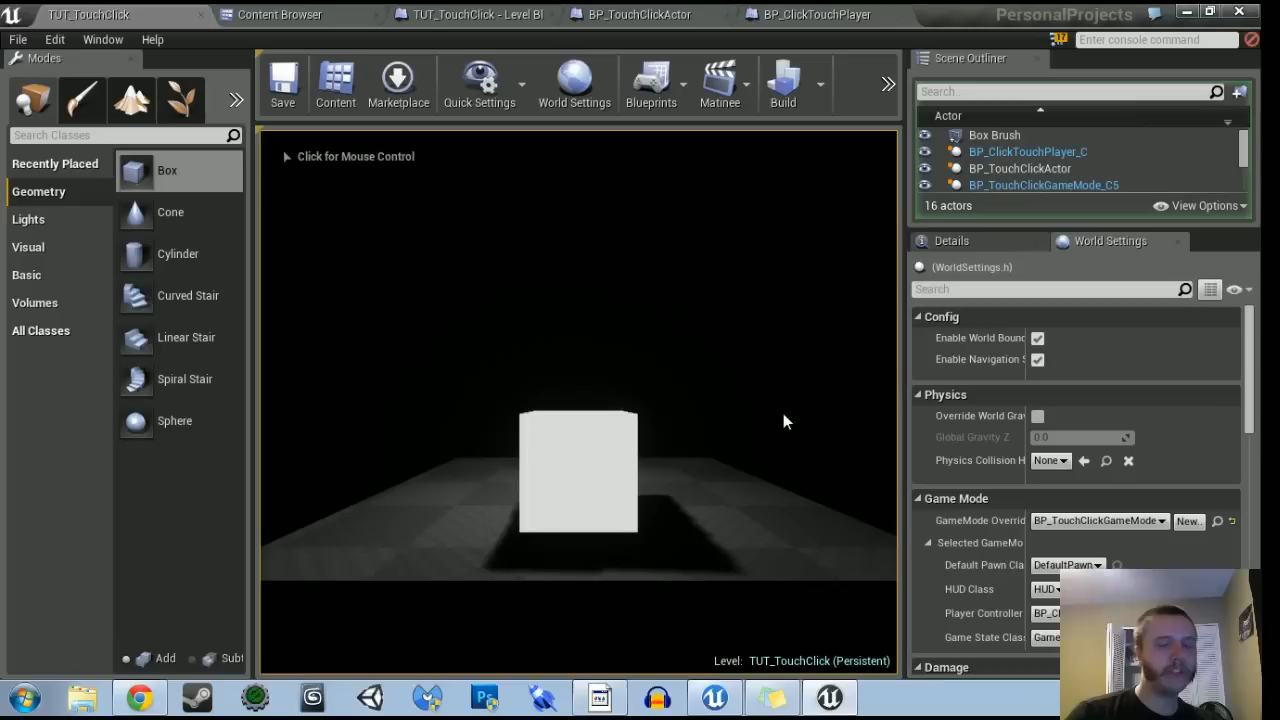 TUT_TouchClick
Content Browser
TUT_TouchClick - Level Bl
BP_TouchClickActor
BP_ClickTouchPlayer
PersonalProjects
File Edit Window Help
17
Enter console command
Modes
Save
Content
Marketplace
Quick Settings
World Settings
Blueprints
Matinee
Build
Search Classes
Recently Placed
Geometry
Lights
Visual
Basic
Volumes
All Classes
Box
Cone
Cylinder
Curved Stair
Linear Stair
Spiral Stair
Sphere
Add
Subt
Click for Mouse Control
Level: TUT_TouchClick (Persistent)
Scene Outliner
Search..
Actor
Box Brush
BP_ClickTouchPlayer_C
BP_TouchClickActor
BP_TouchClickGameMode_C5
16 actors
View Options
Details
World Settings
(WorldSettings.h)
Search
Config
Enable World Bound
Enable Navigation S
Physics
Override World Grav
Global Gravity Z 0.0
Physics Collision H None
Game Mode
GameMode Overrid BP_TouchClickGameMode New..
Selected GameMo
Default Pawn Cla DefaultPawn
HUD Class HUD
Player Controller BP_Cl
Game State Class Game
Damage